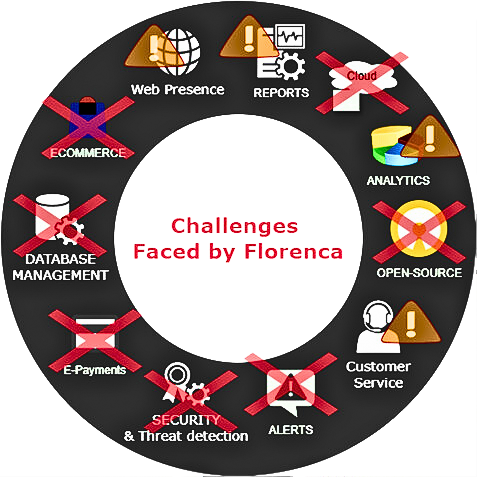 Web Presence
REPORTS
Cloud
ECOMMERCE
ANALYTICS
Challenges
Faced by Florenca
DATABASE
MANAGEMENT
OPEN-SOURCE
E-Payments
Customer
Service
SECURITY
& Threat detection
ALERTS